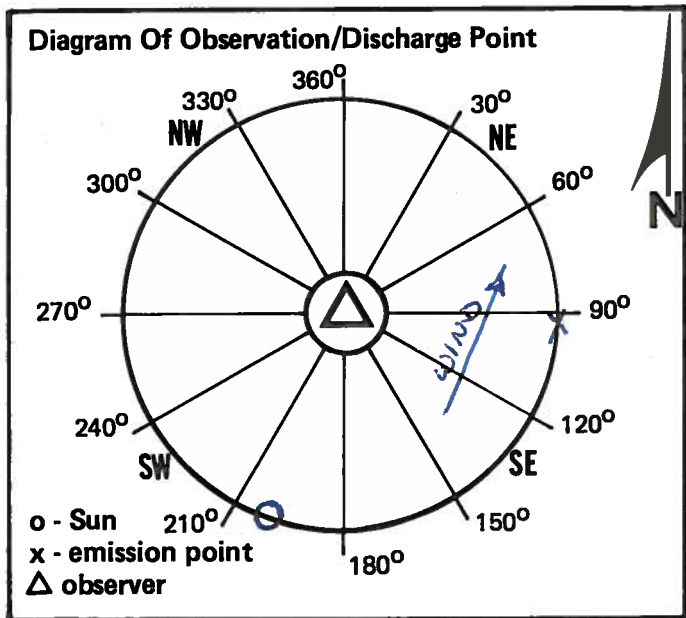 Diagram Of Observation/Discharge Point
360°
330°
30°
NW
NE
300°
60°
N
270°
90°
x
WIND
240°
120°
SW
SE
o - Sun
210°
150°
x - emission point
180°
△ observer